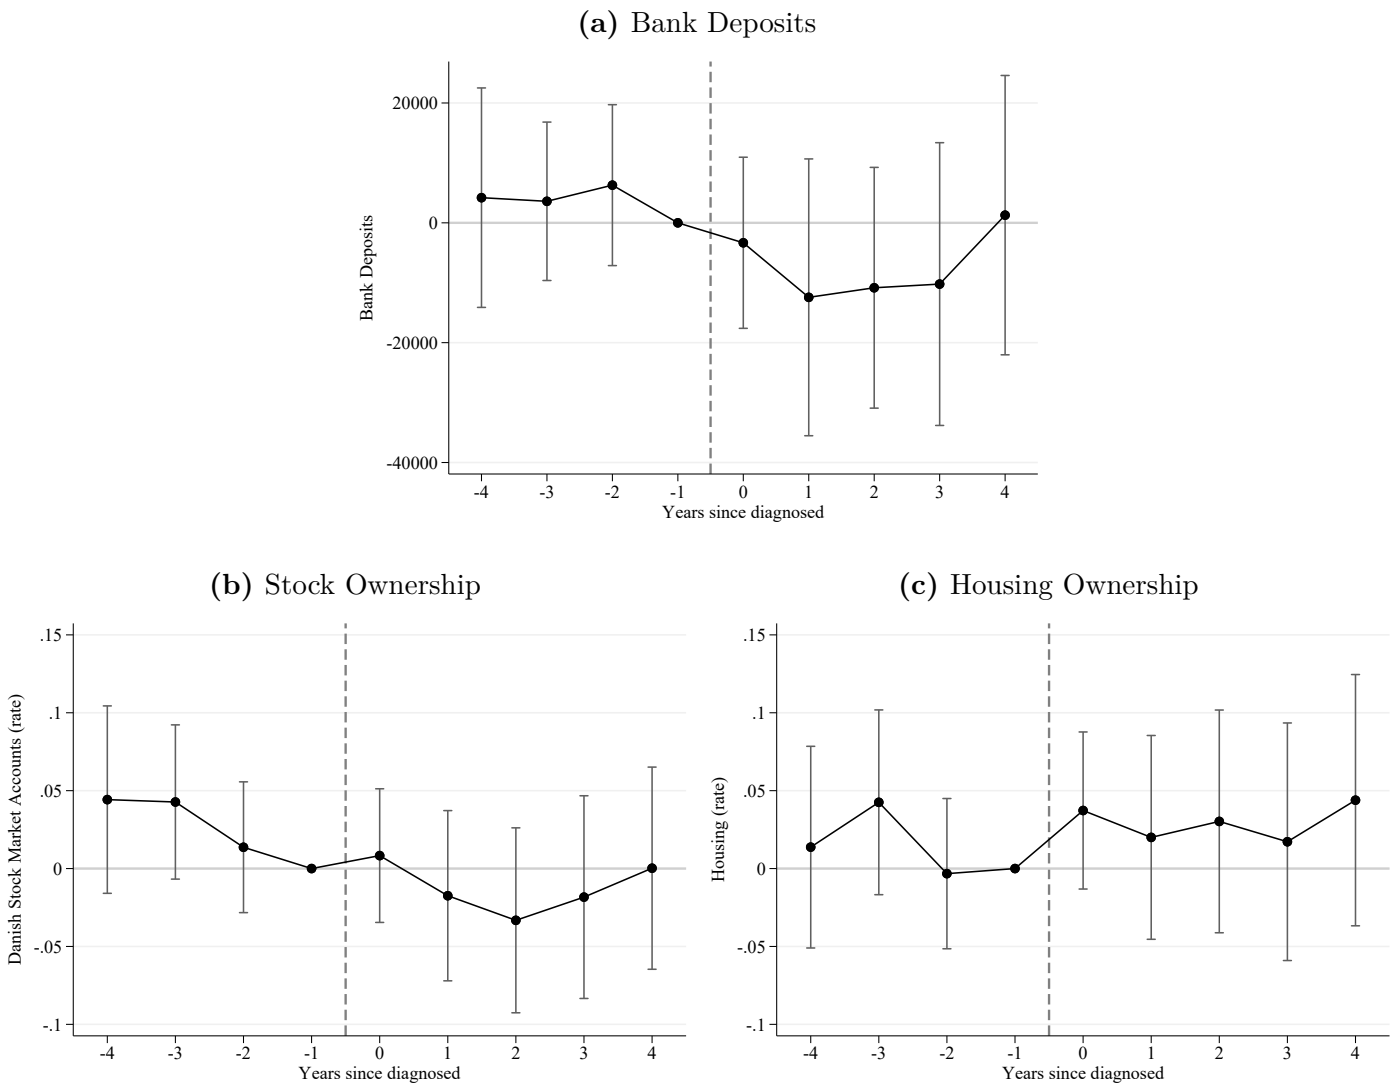 (a) Bank Deposits
Bank Deposits
20000
0
-20000
-40000
-4 -3 -2 -1 0 1 2 3 4
Years since diagnosed
(b) Stock Ownership
Danish Stock Market Accounts (rate)
.15
.1
.05
0
-.05
-.1
-4 -3 -2 -1 0 1 2 3 4
Years since diagnosed
(c) Housing Ownership
Housing (rate)
.15
.1
.05
0
-.05
-.1
-4 -3 -2 -1 0 1 2 3 4
Years since diagnosed